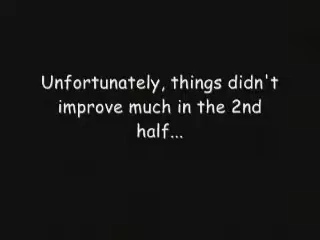 Unfortunately, things didn't
improve much in the 2nd
half...